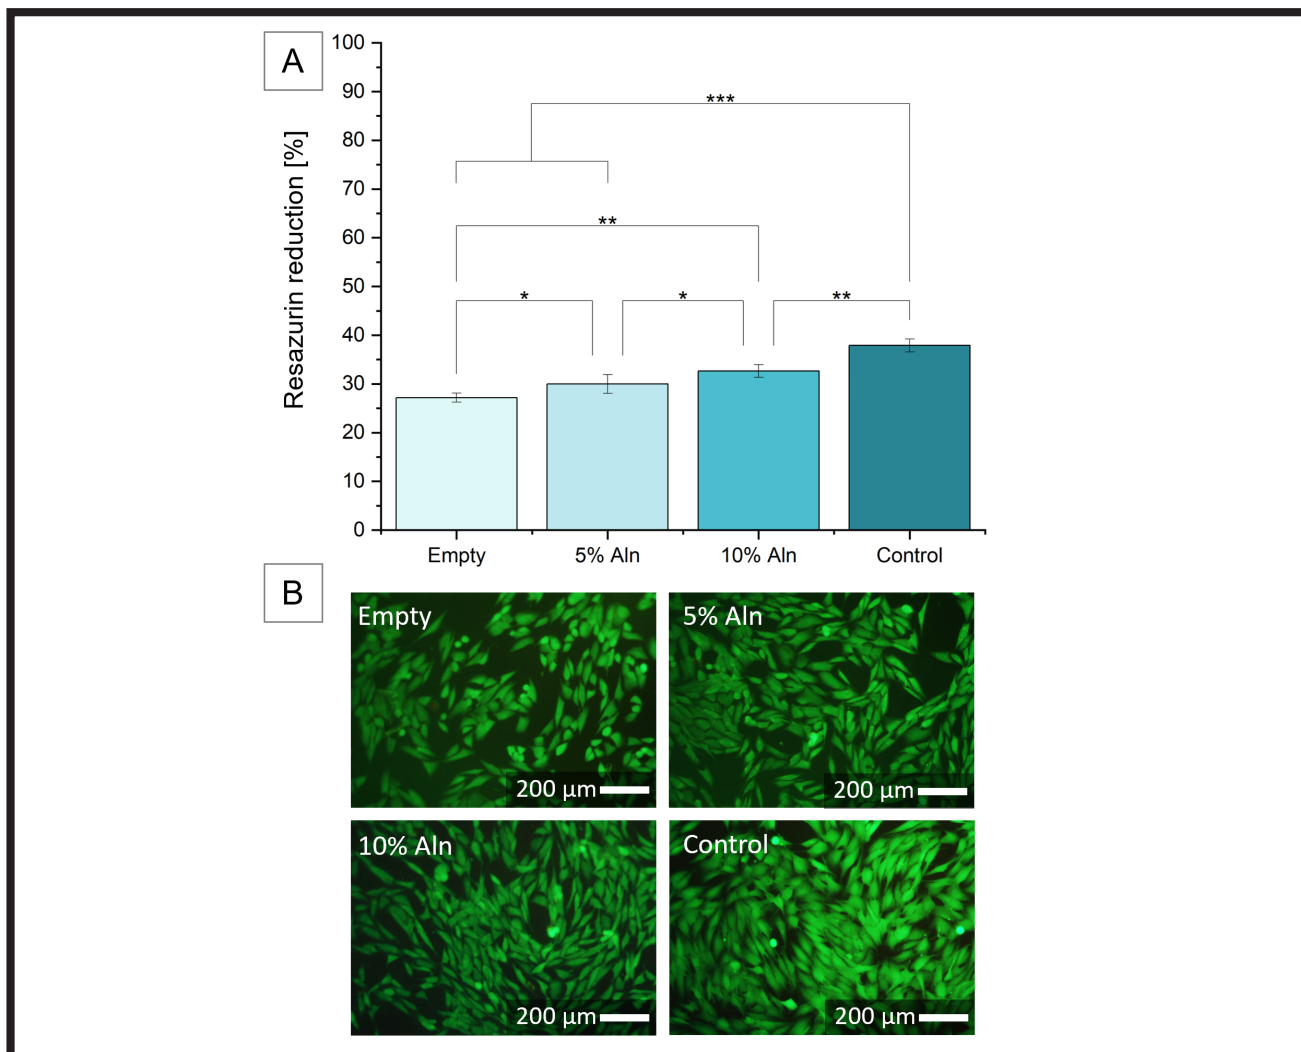 A
Resazurin reduction [%]
100
90
80
70
60
50
40
30
20
10
0
***
**
*
*
**
Empty
5% Aln
10% Aln
Control
B
Empty
200 µm
5% Aln
200 µm
10% Aln
200 µm
Control
200 µm